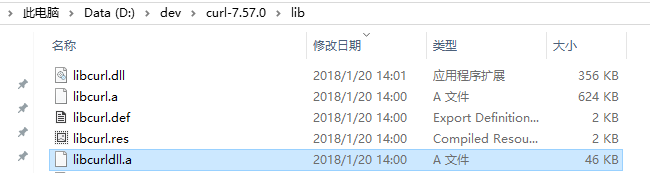 此电脑 > Data (D:) > dev > curl-7.57.0 > lib
名称 修改日期 类型 大小
libcurl.dll 2018/1/20 14:01 应用程序扩展 356 KB
libcurl.a 2018/1/20 14:00 A 文件 624 KB
libcurl.def 2018/1/20 14:00 Export Definition... 2 KB
libcurl.res 2018/1/20 14:00 Compiled Resou... 2 KB
libcurldll.a 2018/1/20 14:00 A 文件 46 KB